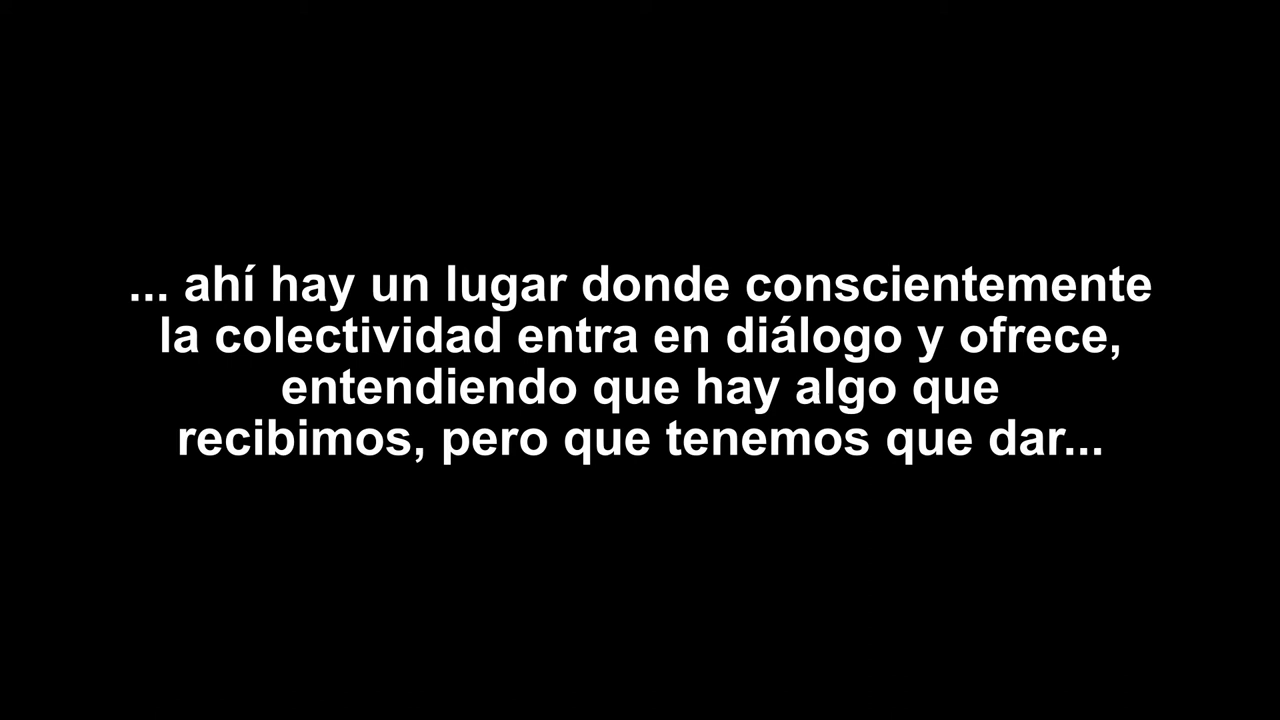 ... ahí hay un lugar donde conscientemente
la colectividad entra en diálogo y ofrece,
entendiendo que hay algo que
recibimos, pero que tenemos que dar...